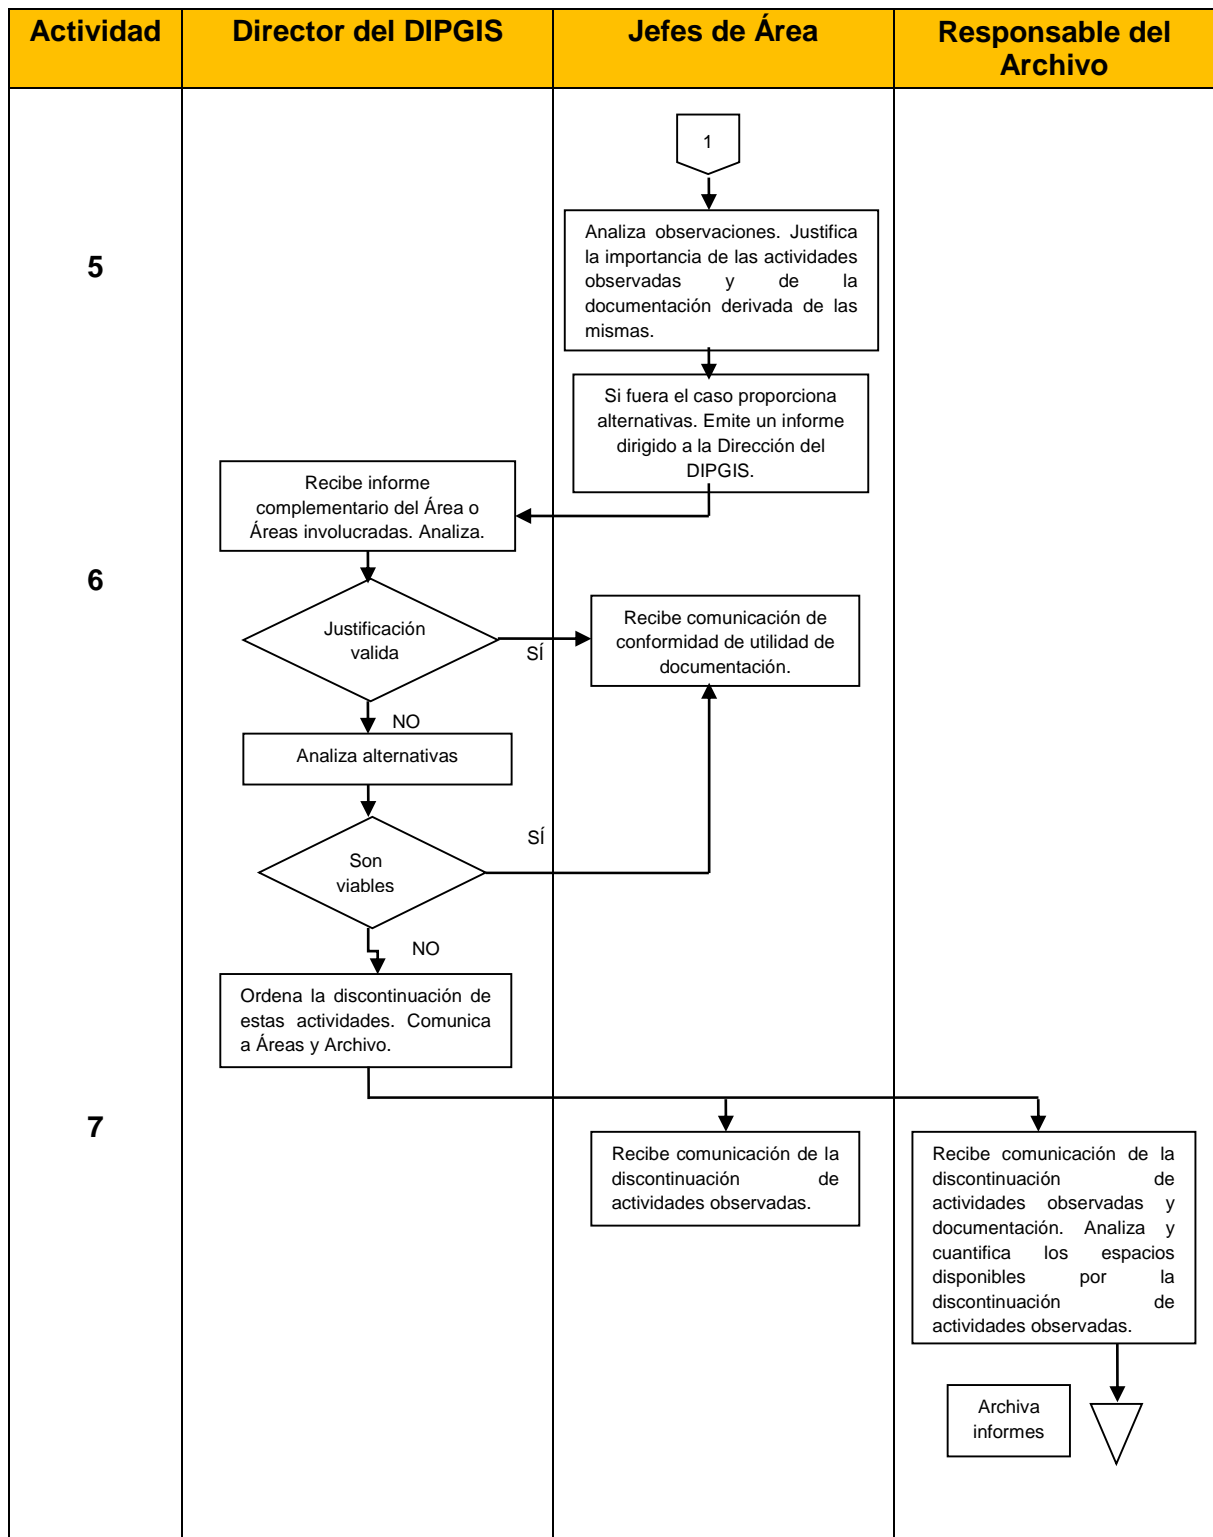 Actividad
Director del DIPGIS
Jefes de Área
Responsable del
Archivo
1
5
Analiza observaciones. Justifica
la importancia de las actividades
observadas y de la
documentación derivada de las
mismas.
Si fuera el caso proporciona
alternativas. Emite un informe
dirigido a la Dirección del
DIPGIS.
Recibe informe
complementario del Área o
Áreas involucradas. Analiza.
6
Justificación
valida
SÍ
Recibe comunicación de
conformidad de utilidad de
documentación.
NO
Analiza alternativas
SÍ
Son
viables
NO
Ordena la discontinuación de
estas actividades. Comunica
a Áreas y Archivo.
7
Recibe comunicación de la
discontinuación de
actividades observadas.
Recibe comunicación de la
discontinuación de
actividades observadas y
documentación. Analiza y
cuantifica los espacios
disponibles por la
discontinuación de
actividades observadas.
Archiva
informes